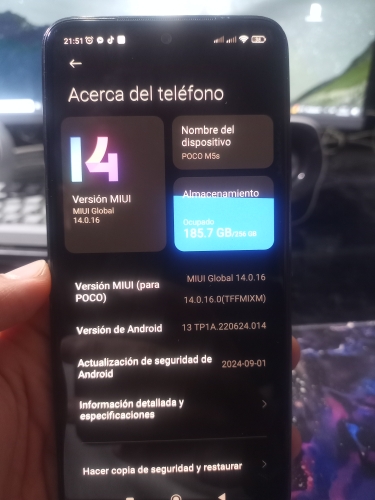 21:51
Acerca del teléfono
14
Versión MIUI
MIUI Global
14.0.16
Nombre del
dispositivo
POCO M5s
Almacenamiento
Ocupado
185.7 GB/256 GB
Versión MIUI (para
POCO)
MIUI Global 14.0.16
14.0.16.0(TFFMIXM)
Versión de Android
13 TP1A.220624.014
Actualización de seguridad de
Android
2024-09-01
Información detallada y
especificaciones
Hacer copia de seguridad y restaurar